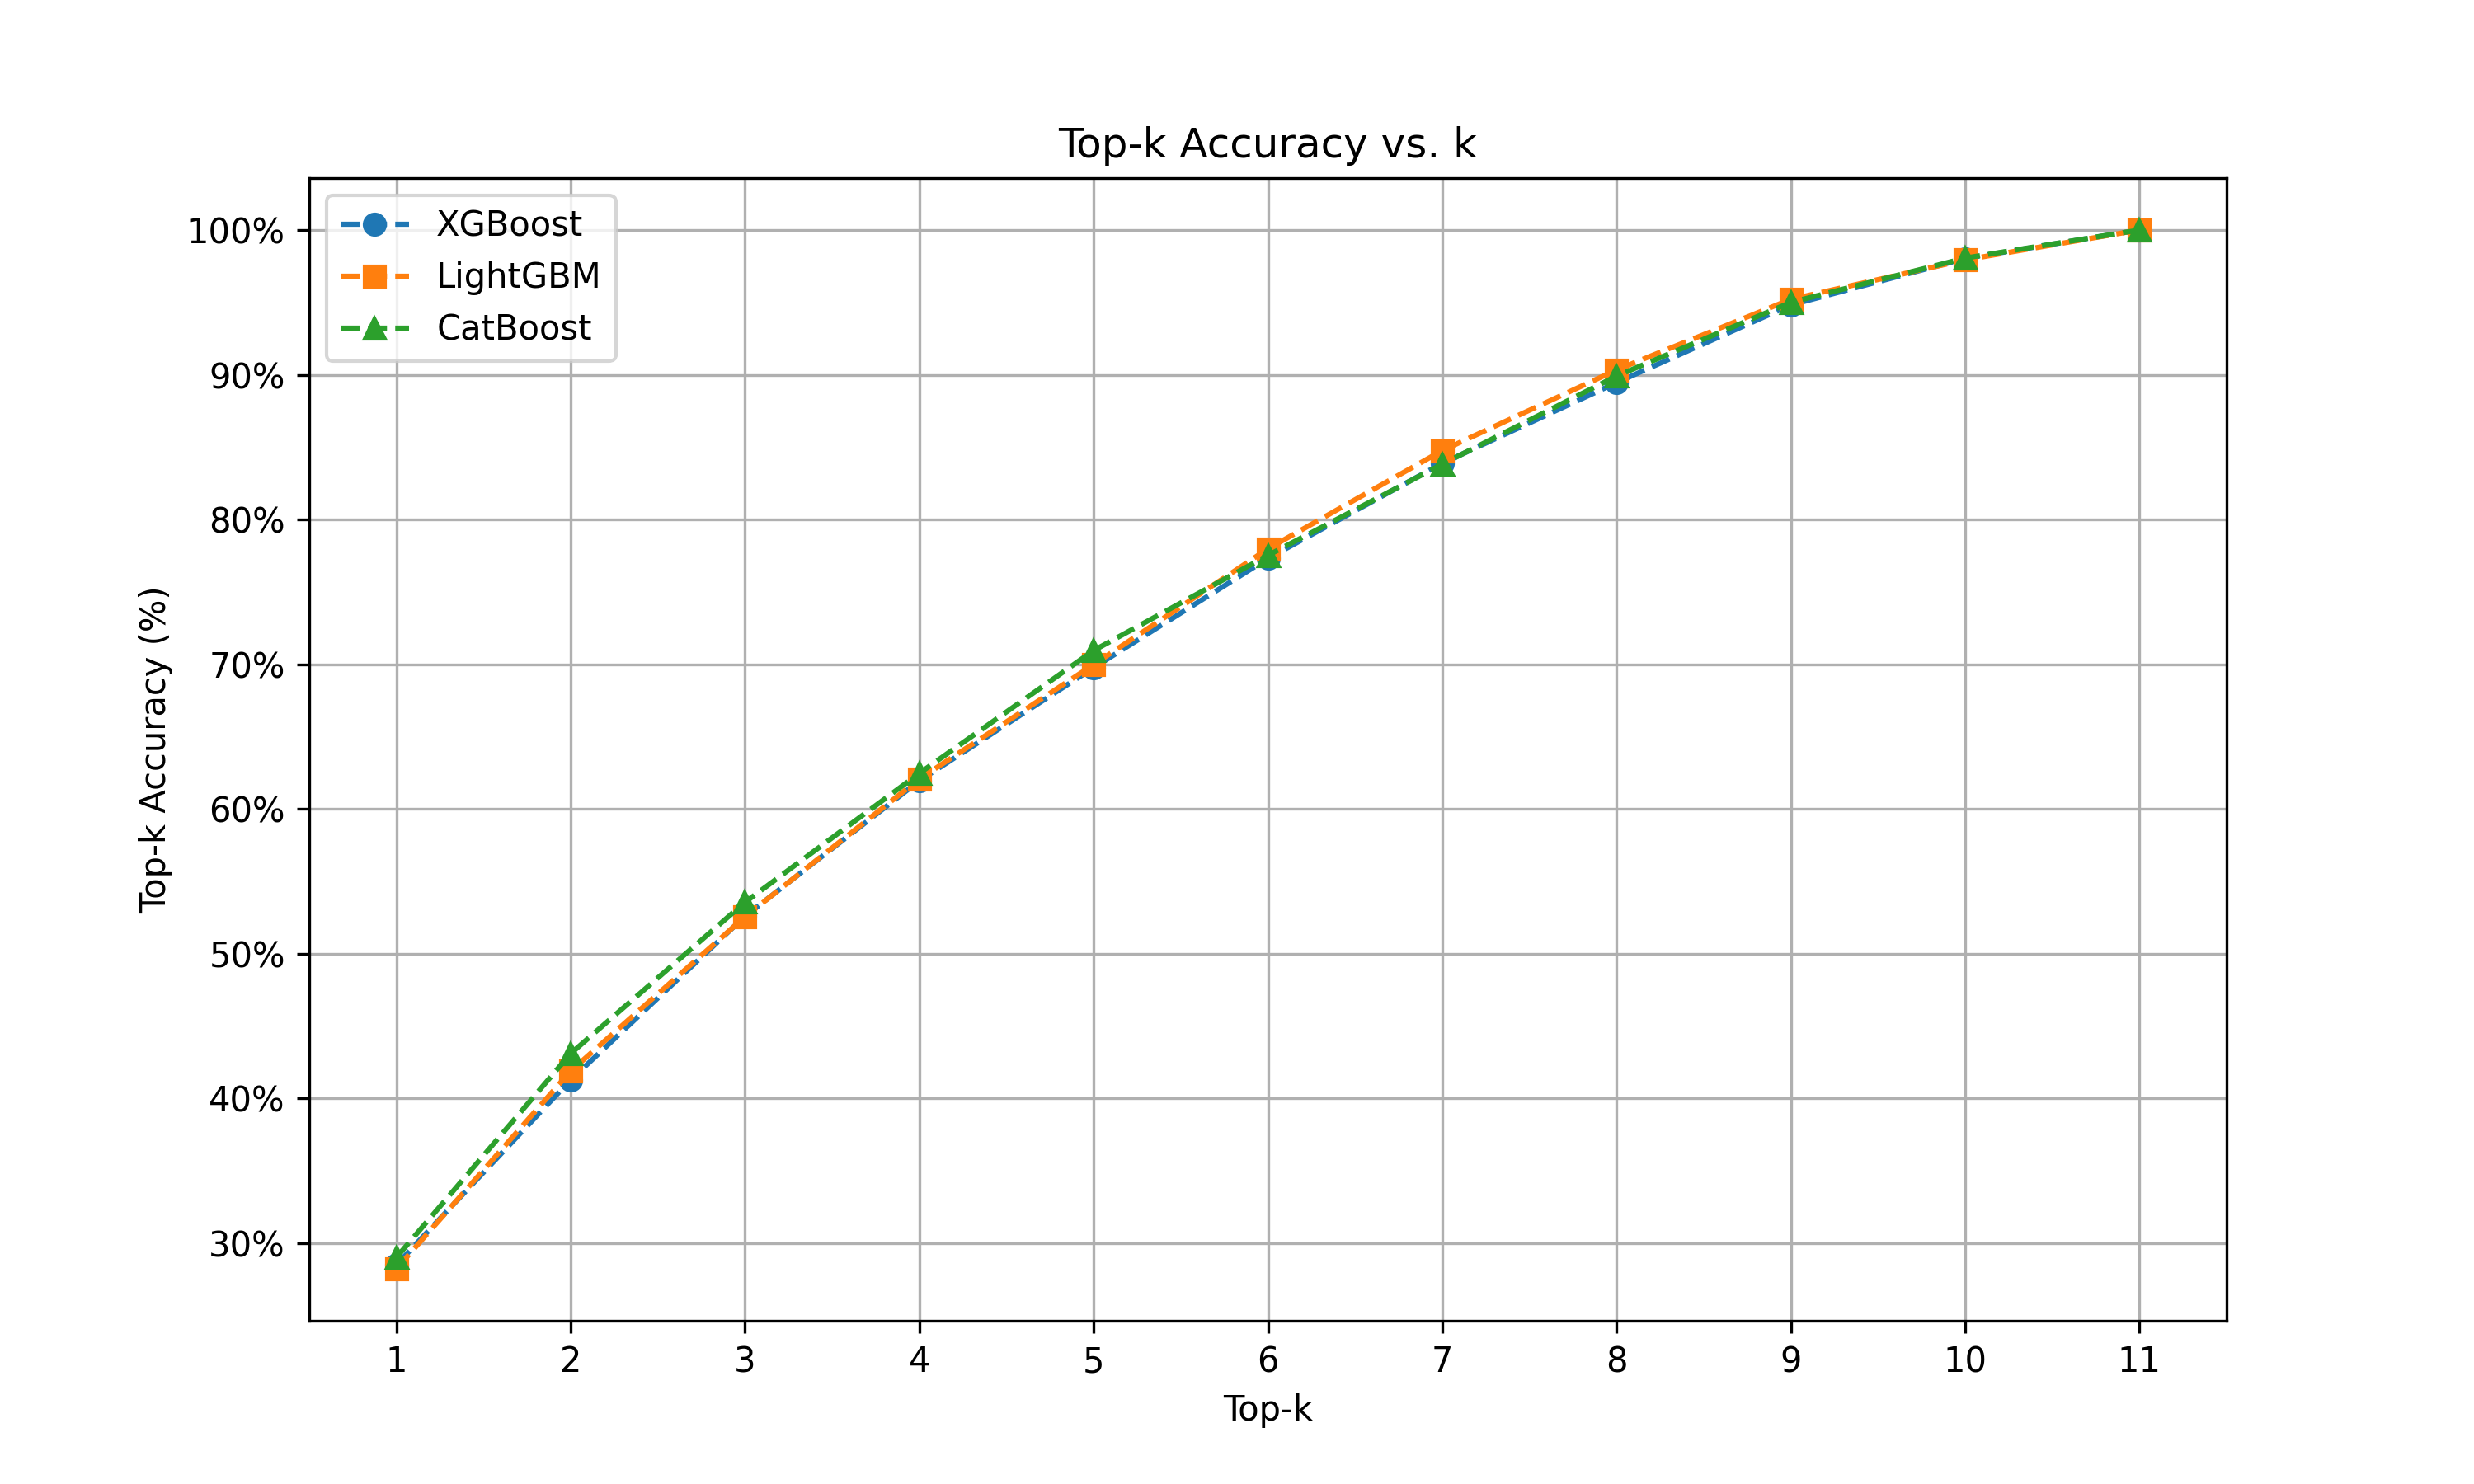 Top-k Accuracy vs. k
XGBoost
LightGBM
CatBoost
100%
90%
80%
70%
60%
50%
40%
30%
Top-k Accuracy (%)
1 2 3 4 5 6 7 8 9 10 11
Top-k